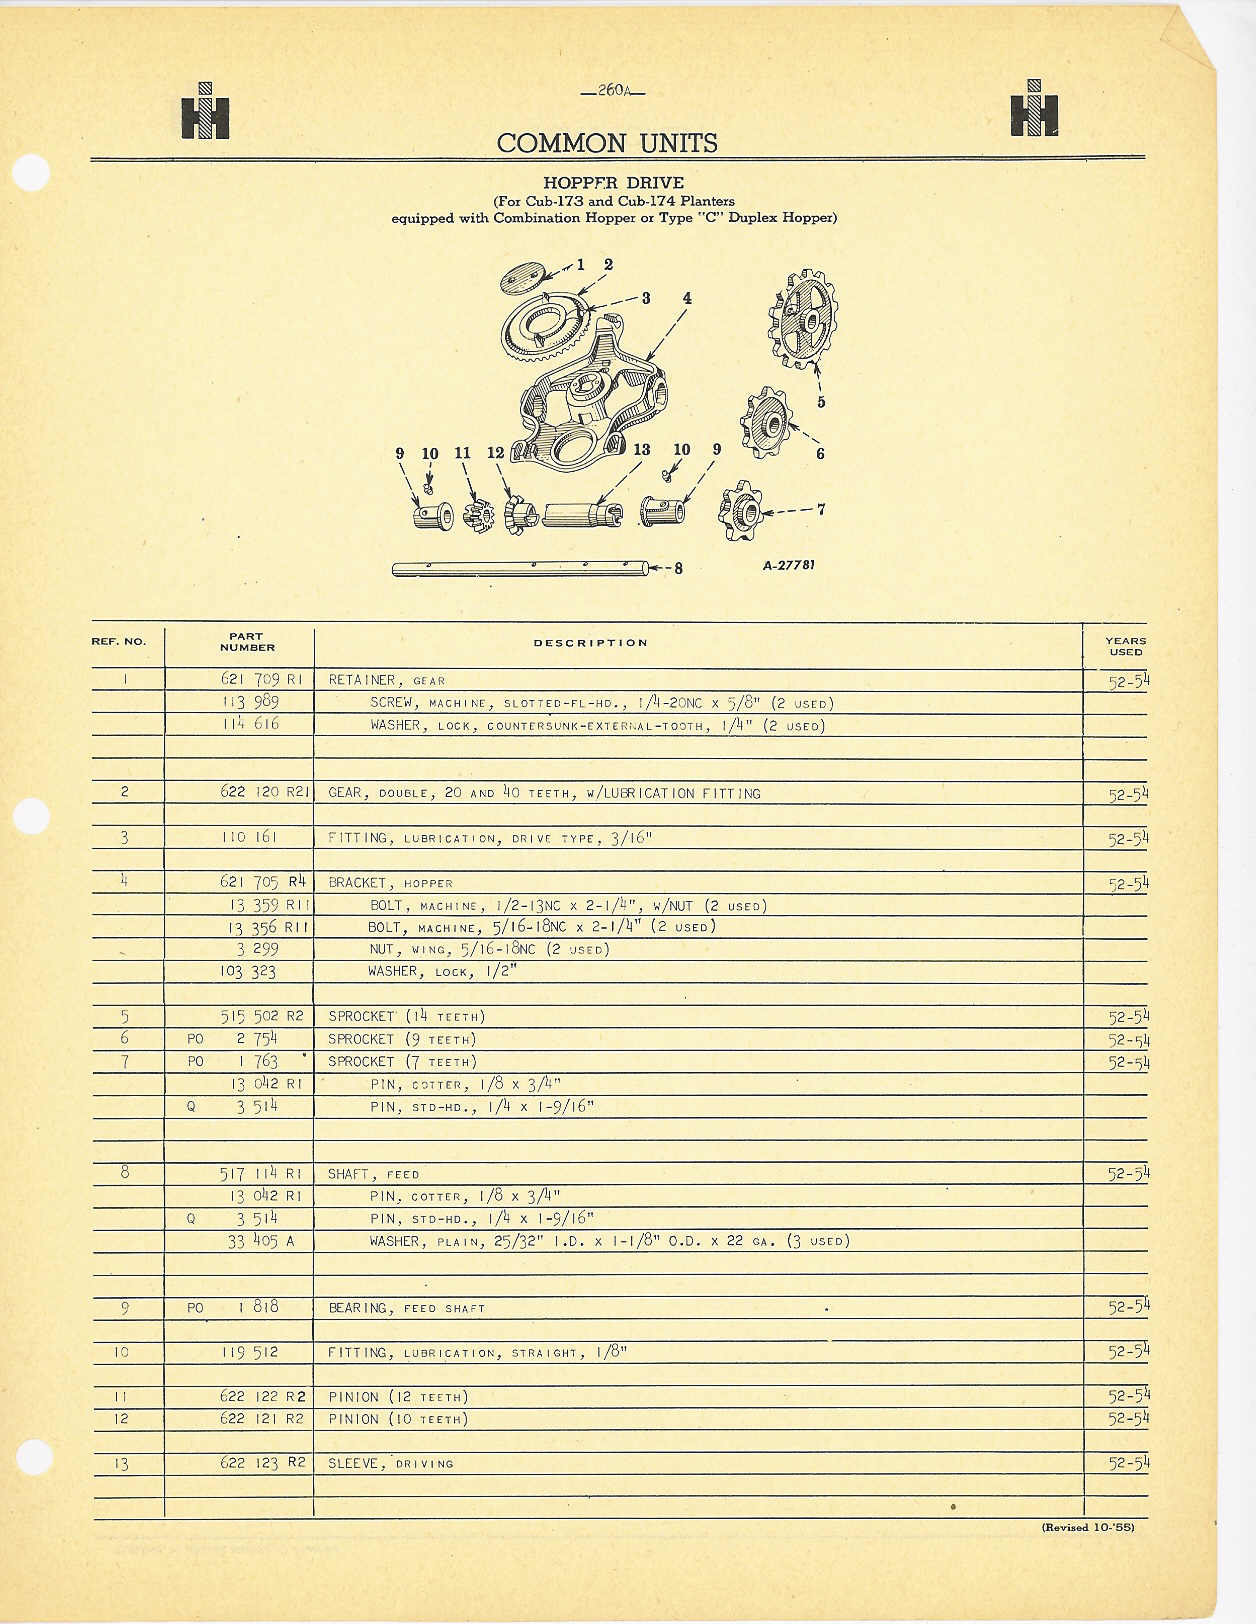 —260A—
COMMON UNITS
HOPPER DRIVE
(For Cub-173 and Cub-174 Planters
equipped with Combination Hopper or Type "C" Duplex Hopper)
1 2
3 4
5
9 10 11 12 13 10 9 6
7
8 A-27781
REF. NO. PART NUMBER DESCRIPTION YEARS USED
1 621 709 R1 RETAINER, GEAR 52-54
113 989 SCREW, MACHINE, SLOTTED-FL-HD., 1/4-20NC X 5/8" (2 USED)
114 616 WASHER, LOCK, COUNTERSUNK-EXTERNAL-TOOTH, 1/4" (2 USED)
2 622 120 R21 GEAR, DOUBLE, 20 AND 40 TEETH, W/LUBRICATION FITTING 52-54
3 110 161 FITTING, LUBRICATION, DRIVE TYPE, 3/16" 52-54
4 621 705 R4 BRACKET, HOPPER 52-54
13 359 R11 BOLT, MACHINE, 1/2-13NC X 2-1/4", W/NUT (2 USED)
13 356 R11 BOLT, MACHINE, 5/16-18NC X 2-1/4" (2 USED)
3 299 NUT, WING, 5/16-18NC (2 USED)
103 323 WASHER, LOCK, 1/2"
5 515 502 R2 SPROCKET (14 TEETH) 52-54
6 PO 2 754 SPROCKET (9 TEETH) 52-54
7 PO 1 763 SPROCKET (7 TEETH) 52-54
13 042 R1 PIN, COTTER, 1/8 X 3/4"
Q 3 514 PIN, STD-HD., 1/4 X 1-9/16"
8 517 114 R1 SHAFT, FEED 52-54
13 042 R1 PIN, COTTER, 1/8 X 3/4"
Q 3 514 PIN, STD-HD., 1/4 X 1-9/16"
33 405 A WASHER, PLAIN, 25/32" I.D. X 1-1/8" O.D. X 22 GA. (3 USED)
9 PO 1 818 BEARING, FEED SHAFT 52-54
10 119 512 FITTING, LUBRICATION, STRAIGHT, 1/8" 52-54
11 622 122 R2 PINION (12 TEETH) 52-54
12 622 121 R2 PINION (10 TEETH) 52-54
13 622 123 R2 SLEEVE, DRIVING 52-54
(Revised 10-'55)